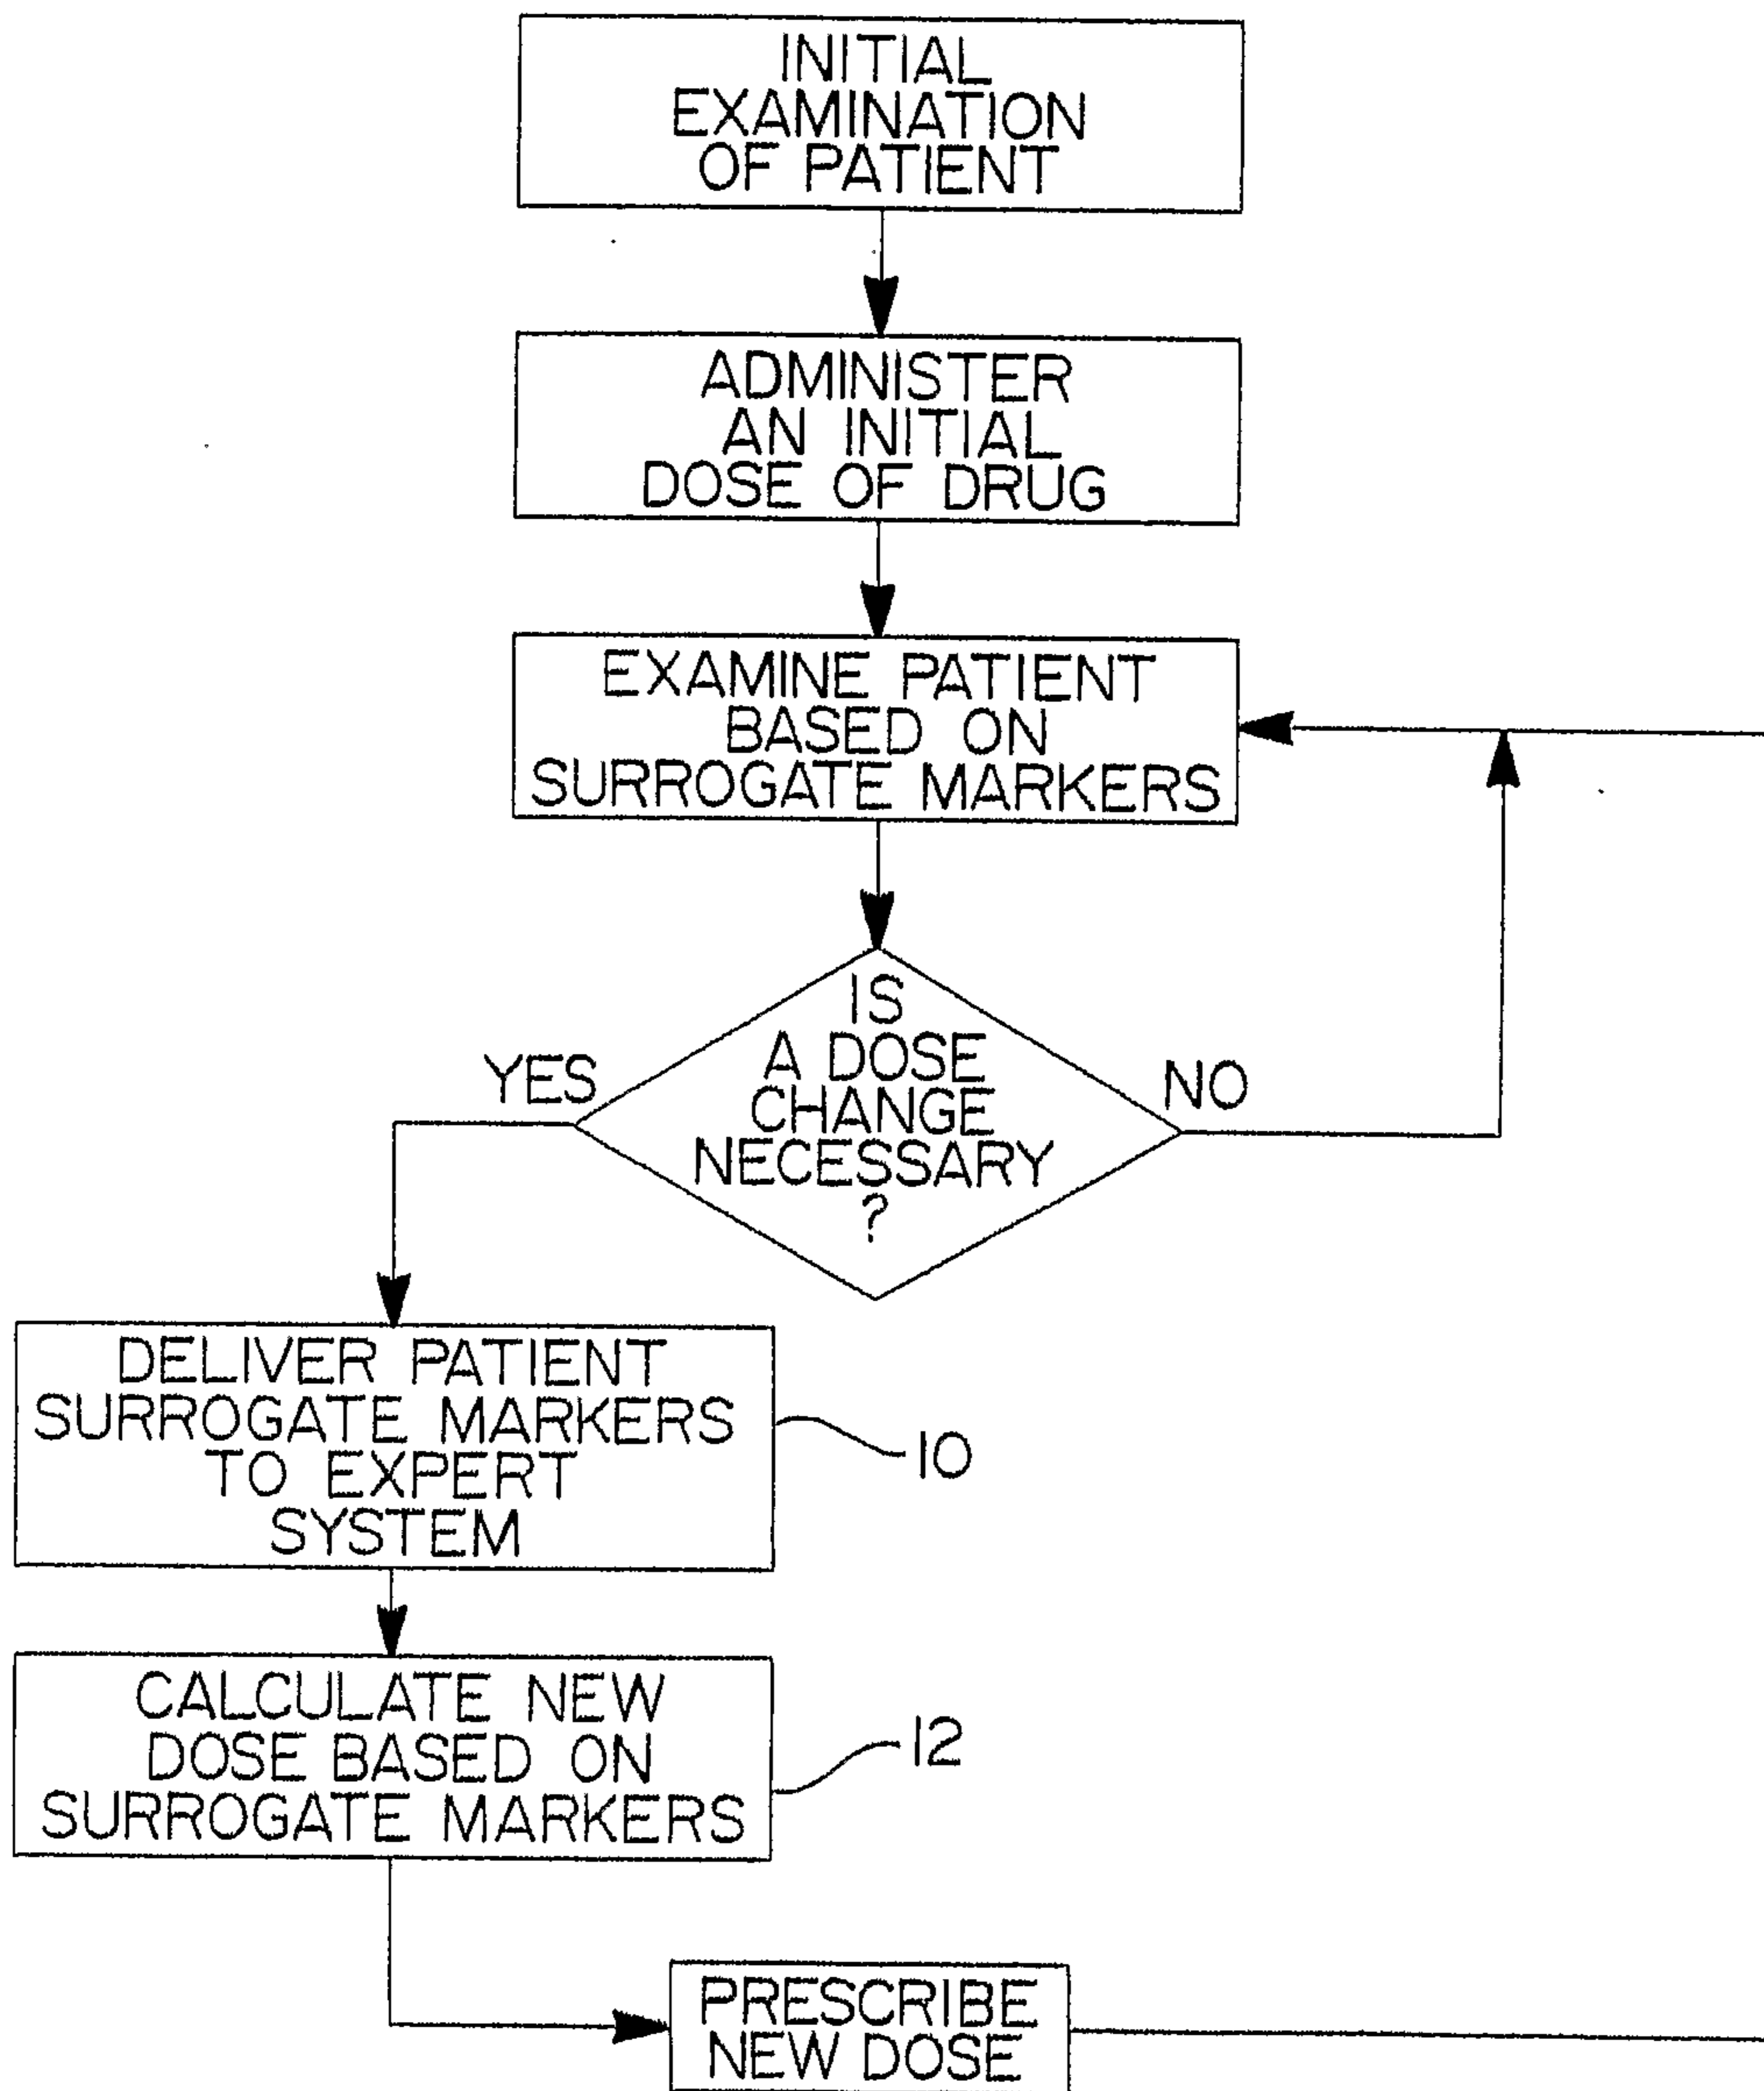 INITIAL
EXAMINATION
OF PATIENT
ADMINISTER
AN INITIAL
DOSE OF DRUG
EXAMINE PATIENT
BASED ON
SURROGATE MARKERS
IS
A DOSE
CHANGE
NECESSARY
?
YES
NO
DELIVER PATIENT
SURROGATE MARKERS
TO EXPERT
SYSTEM
10
CALCULATE NEW
DOSE BASED ON
SURROGATE MARKERS
12
PRESCRIBE
NEW DOSE